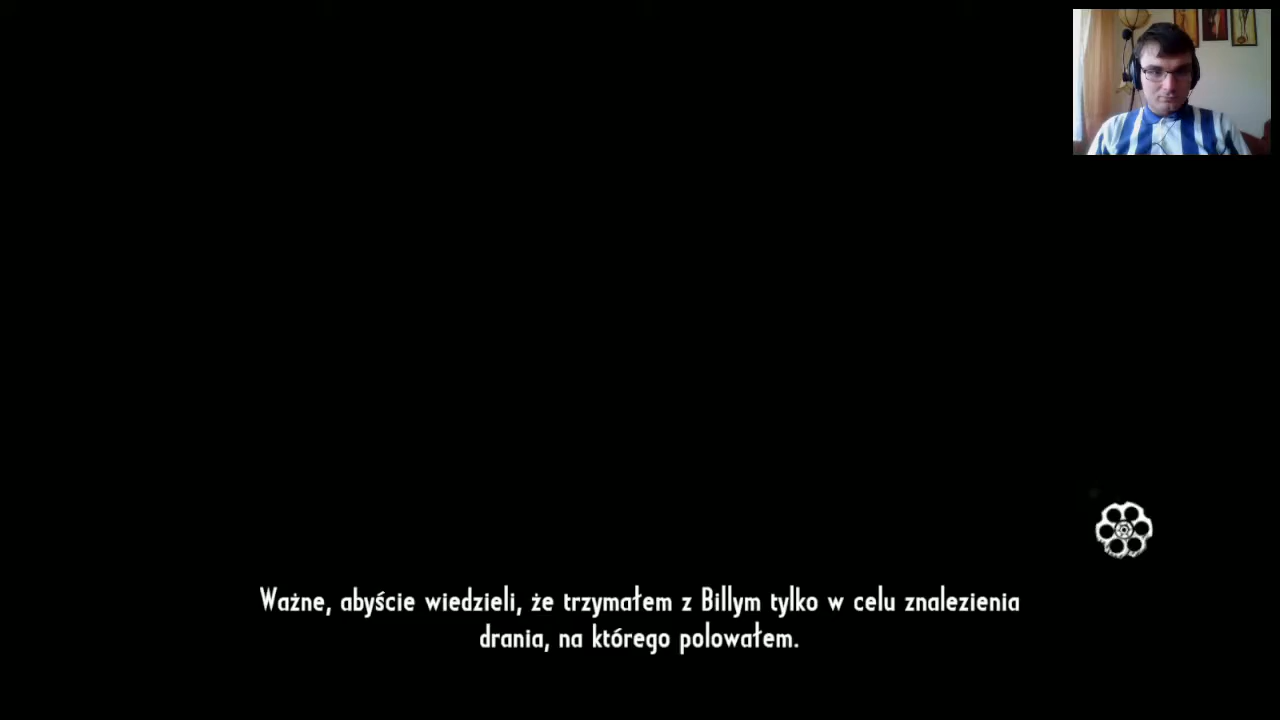 Ważne, abyście wiedzieli, że trzymałem z Billym tylko w celu znalezienia
drania, na którego polowałem.